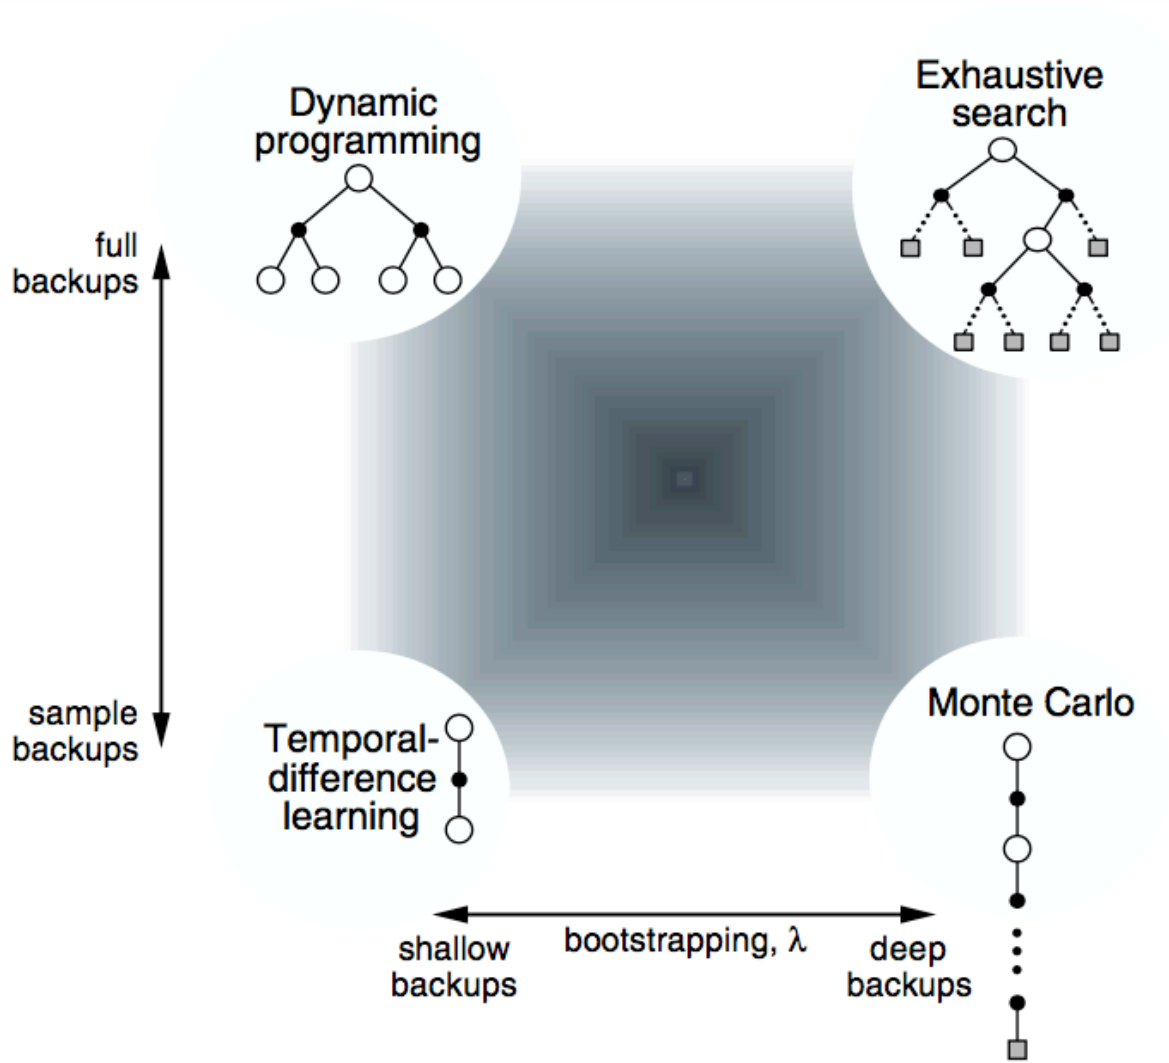 Dynamic
programming
Exhaustive
search
full
backups
sample
backups
Temporal-
difference
learning
Monte Carlo
bootstrapping, λ
shallow
backups
deep
backups